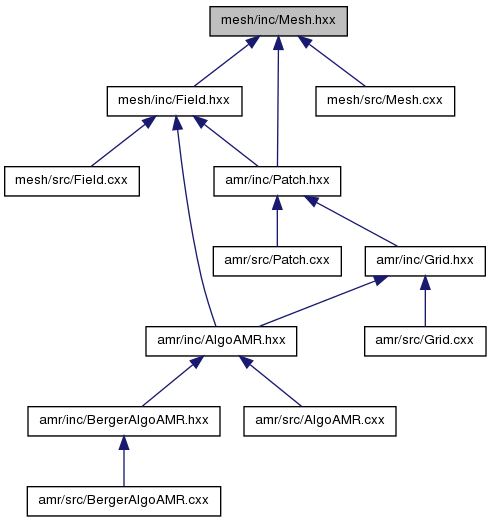 mesh/inc/Mesh.hxx
mesh/inc/Field.hxx
mesh/src/Mesh.cxx
mesh/src/Field.cxx
amr/inc/Patch.hxx
amr/src/Patch.cxx
amr/inc/Grid.hxx
amr/inc/AlgoAMR.hxx
amr/src/Grid.cxx
amr/inc/BergerAlgoAMR.hxx
amr/src/AlgoAMR.cxx
amr/src/BergerAlgoAMR.cxx